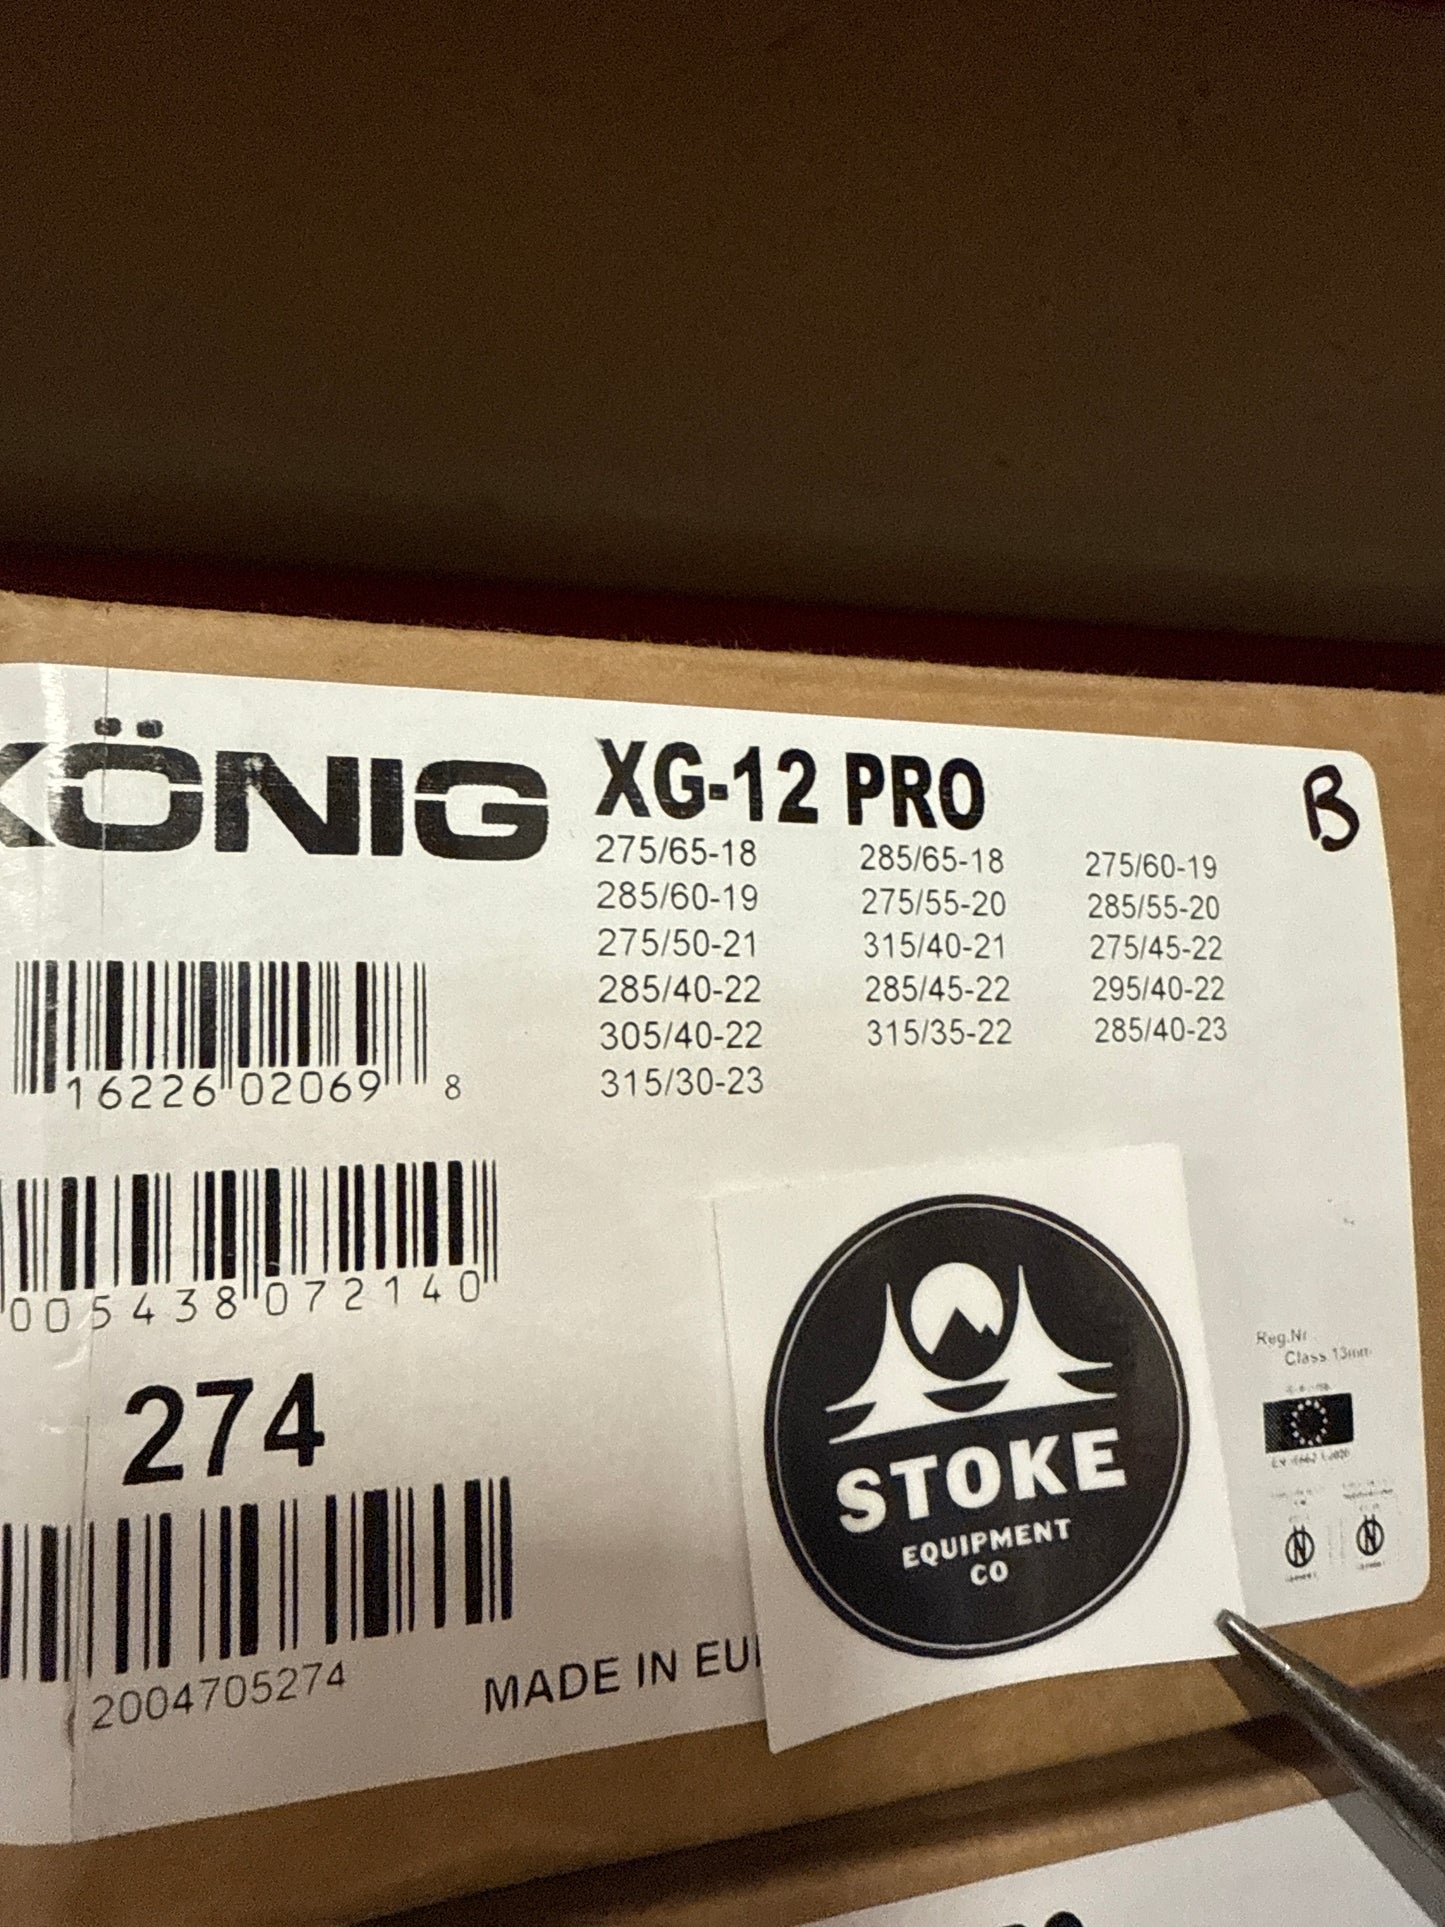 KÖNIG
XG-12 PRO
B
275/65-18 285/65-18 275/60-19
285/60-19 275/55-20 285/55-20
275/50-21 315/40-21 275/45-22
285/40-22 285/45-22 295/40-22
305/40-22 315/35-22 285/40-23
315/30-23
16226 02069 8
005438072140
274
2004705274
MADE IN EU
STOKE
EQUIPMENT
CO
Reg.Nr
Class 13mm